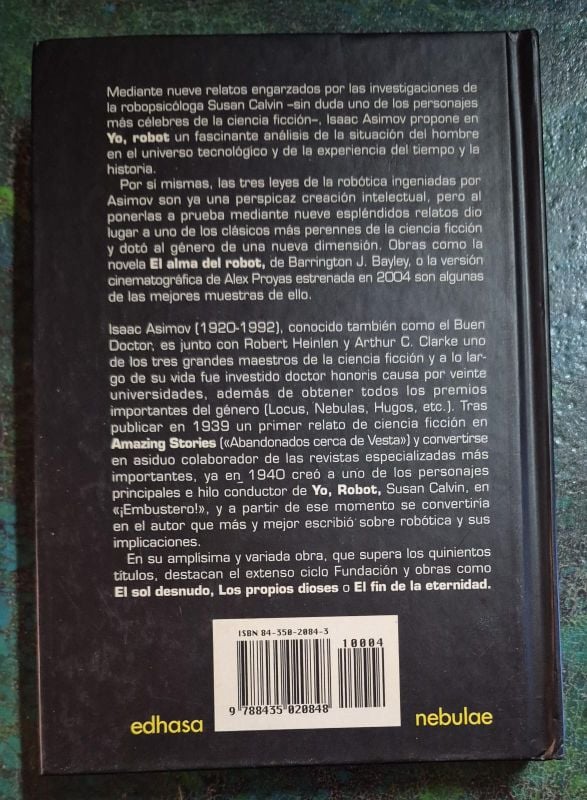 Mediante nueve relatos engarzados por las investigaciones de
la robopsicóloga Susan Calvin –sin duda uno de los personajes
más célebres de la ciencia ficción–, Isaac Asimov propone en
Yo, robot un fascinante análisis de la situación del hombre
en el universo tecnológico y de la experiencia del tiempo y la
historia.
Por sí mismas, las tres leyes de la robótica ingeniadas por
Asimov son ya una perspicaz creación intelectual, pero al
ponerlas a prueba mediante nueve espléndidos relatos dio
lugar a uno de los clásicos más perennes de la ciencia ficción
y dotó al género de una nueva dimensión. Obras como la
novela El alma del robot, de Barrington J. Bayley, o la versión
cinematográfica de Alex Proyas estrenada en 2004 son algunas
de las mejores muestras de ello.
Isaac Asimov (1920-1992), conocido también como el Buen
Doctor, es junto con Robert Heinlen y Arthur C. Clarke uno
de los tres grandes maestros de la ciencia ficción y a lo lar-
go de su vida fue investido doctor honoris causa por veinte
universidades, además de obtener todos los premios
importantes del género (Locus, Nebulas, Hugos, etc.). Tras
publicar en 1939 un primer relato de ciencia ficción en
Amazing Stories («Abandonados cerca de Vesta») y convertirse
en asiduo colaborador de las revistas especializadas más
importantes, ya en 1940 creó a uno de los personajes
principales e hilo conductor de Yo, Robot, Susan Calvin, en
«¡Embustero!», y a partir de ese momento se convertiría
en el autor que más y mejor escribió sobre robótica y sus
implicaciones.
En su amplísima y variada obra, que supera los quinientos
títulos, destacan el extenso ciclo Fundación y obras como
El sol desnudo, Los propios dioses o El fin de la eternidad.
ISBN 84-350-2084-3
10004
9 788435 020848
edhasa
nebulae